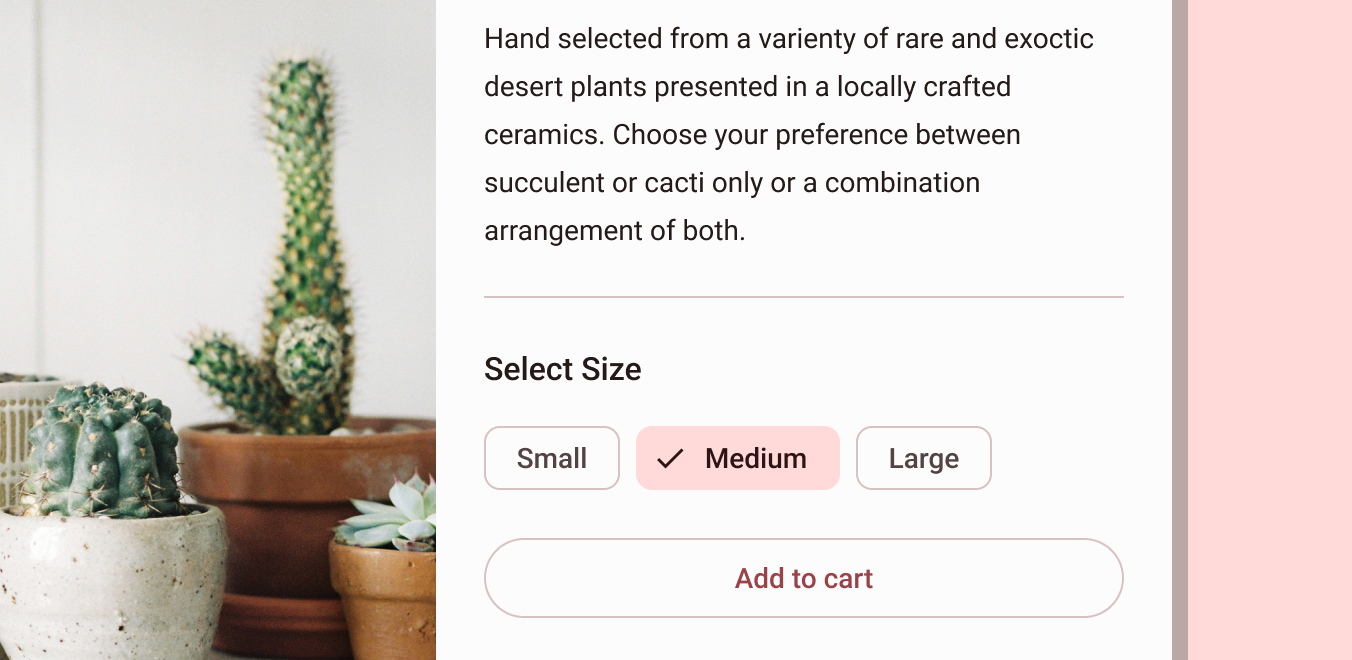 Hand selected from a varienty of rare and exoctic
desert plants presented in a locally crafted
ceramics. Choose your preference between
succulent or cacti only or a combination
arrangement of both.
Select Size
Small
Medium
Large
Add to cart